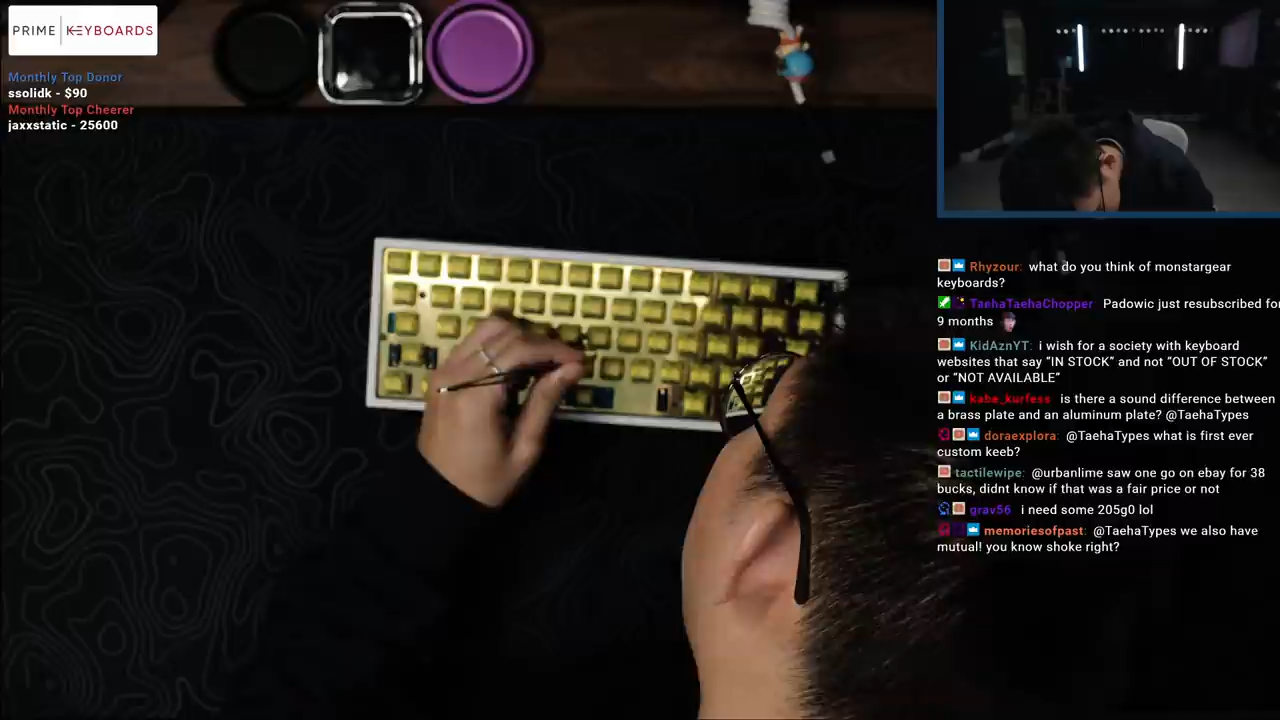 PRIME KEYBOARDS
Monthly Top Donor
ssolidk - $90
Monthly Top Cheerer
jaxxstatic - 25600
Rhyzour: what do you think of monstargear
keyboards?
TaehaTaehaChopper Padowic just resubscribed for
9 months
KidAznYT: i wish for a society with keyboard
websites that say “IN STOCK” and not “OUT OF STOCK”
or “NOT AVAILABLE”
kabe_kurfess: is there a sound difference between
a brass plate and an aluminum plate? @TaehaTypes
doraexplora: @TaehaTypes what is first ever
custom keeb?
tactilewipe: @urbanlime saw one go on ebay for 38
bucks, didnt know if that was a fair price or not
grav56 i need some 205g0 lol
memoriesofpast: @TaehaTypes we also have
mutual! you know shoke right?